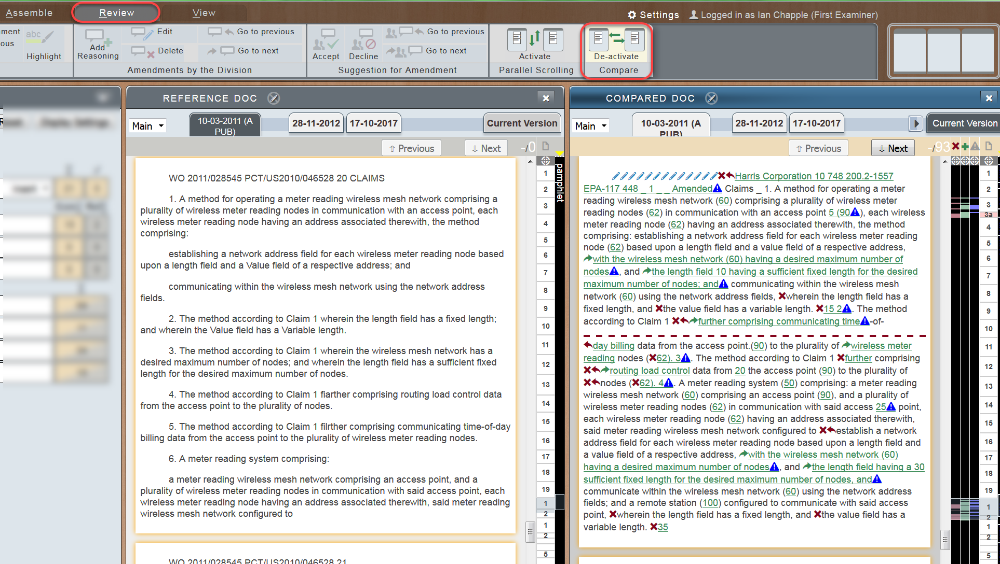 Assemble
Review
View
Settings
Logged in as Ian Chapple (First Examiner)
ment
ous
abc
Highlight
Add
Reasoning
Edit
Delete
Go to previous
Go to next
Amendments by the Division
Accept
Decline
Go to previous
Go to next
Suggestion for Amendment
Activate
Parallel Scrolling
De-activate
Compare
REFERENCE DOC
Main
10-03-2011 (A
PUB)
28-11-2012
17-10-2017
Current Version
Previous
Next
-/0
WO 2011/028545 PCT/US2010/046528 20 CLAIMS
1. A method for operating a meter reading wireless mesh network comprising a
plurality of wireless meter reading nodes in communication with an access point, each
wireless meter reading node having an address associated therewith, the method
comprising:
establishing a network address field for each wireless meter reading node based
upon a length field and a Value field of a respective address; and
communicating within the wireless mesh network using the network address
fields.
2. The method according to Claim 1 wherein the length field has a fixed length;
and wherein the Value field has a Variable length.
3. The method according to Claim 1 wherein the wireless mesh network has a
desired maximum number of nodes; and wherein the length field has a sufficient fixed
length for the desired maximum number of nodes.
4. The method according to Claim 1 fiarther comprising routing load control data
from the access point to the plurality of nodes.
5. The method according to Claim 1 filrther comprising communicating time-of-day
billing data from the access point to the plurality of wireless meter reading nodes.
6. A meter reading system comprising:
a meter reading wireless mesh network comprising an access point, and a
plurality of wireless meter reading nodes in communication with said access point, each
wireless meter reading node having an address associated therewith, said meter reading
wireless mesh network configured to
WO 2011/028545 PCT/US2010/046528 21
pamphlet
1
2
3
4
5
6
7
8
9
10
11
12
13
14
15
16
17
18
19
1
2
1
2
5
COMPARED DOC
Main
10-03-2011 (A
PUB)
28-11-2012
17-10-2017
Current Version
Previous
Next
-/93
Harris Corporation 10 748 200.2-1557
EPA-117 448 _ 1 _ _ Amended Claims _ 1. A method for operating a meter
reading wireless mesh network (60) comprising a plurality of wireless meter
reading nodes (62) in communication with an access point 5 (90), each wireless
meter reading node (62) having an address associated therewith, the method
comprising: establishing a network address field for each wireless meter reading
node (62) based upon a length field and a value field of a respective address,
with the wireless mesh network (60) having a desired maximum number of
nodes, and the length field 10 having a sufficient fixed length for the desired
maximum number of nodes; and communicating within the wireless mesh
network (60) using the network address fields, wherein the length field has a
fixed length, and the value field has a variable length. 15 2. The method
according to Claim 1 further comprising communicating time-of-
day billing data from the access point.(90) to the plurality of wireless meter
reading nodes (62). 3. The method according to Claim 1 further comprising
routing load control data from 20 the access point (90) to the plurality of
nodes (62). 4. A meter reading system (50) comprising: a meter reading
wireless mesh network (60) comprising an access point (90), and a plurality of
wireless meter reading nodes (62) in communication with said access 25 point,
each wireless meter reading node (62) having an address associated therewith,
said meter reading wireless mesh network configured to establish a network
address field for each wireless meter reading node based upon a length field and
a value field of a respective address, with the wireless mesh network (60)
having a desired maximum number of nodes, and the length field having a 30
sufficient fixed length for the desired maximum number of nodes, and
communicate within the wireless mesh network (60) using the network address
fields; and a remote station (100) configured to communicate with said access
point, wherein the length field has a fixed length, and the value field has a
variable length. 35
1
2
3
3a
4
5
6
7
8
9
10
11
12
13
14
15
16
17
18
19
1
2
1
2
5